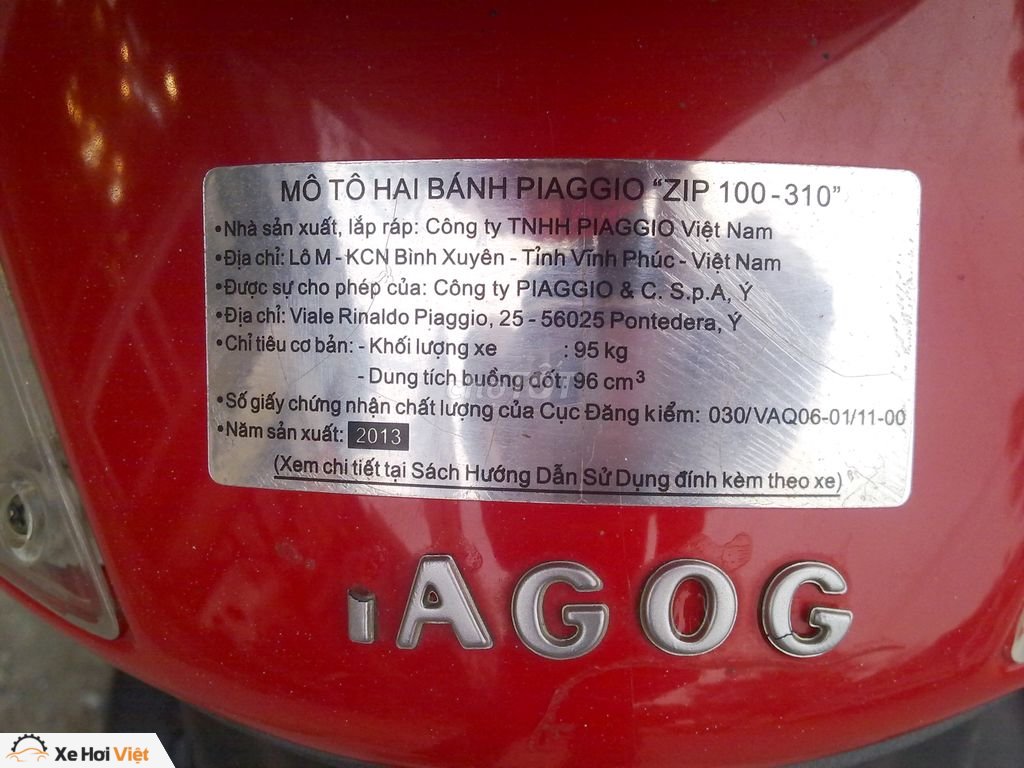 MÔ TÔ HAI BÁNH PIAGGIO "ZIP 100-310"
•Nhà sản xuất, lắp ráp: Công ty TNHH PIAGGIO Việt Nam
•Địa chỉ: Lô M - KCN Bình Xuyên - Tỉnh Vĩnh Phúc - Việt Nam
•Được sự cho phép của: Công ty PIAGGIO & C. S.p.A, Ý
•Địa chỉ: Viale Rinaldo Piaggio, 25 - 56025 Pontedera, Ý
•Chỉ tiêu cơ bản: - Khối lượng xe : 95 kg
- Dung tích buồng đốt: 96 cm³
•Số giấy chứng nhận chất lượng của Cục Đăng kiểm: 030/VAQ06-01/11-00
•Năm sản xuất: 2013
(Xem chi tiết tại Sách Hướng Dẫn Sử Dụng đính kèm theo xe)
iAGOG
Xe Hơi Việt